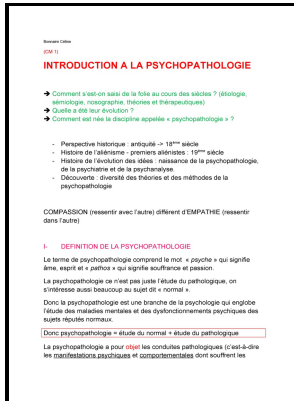 Bonnaire Céline
(CM 1)
INTRODUCTION A LA PSYCHOPATHOLOGIE
➔ Comment s'est-on saisi de la folie au cours des siècles ? (étiologie,
sémiologie, nosographie, théories et thérapeutiques)
➔ Quelle a été leur évolution ?
➔ Comment est née la discipline appelée « psychopathologie » ?
- Perspective historique : antiquité -> 18ème siècle
- Histoire de l'aliénisme - premiers aliénistes : 19ème siècle
- Histoire de l'évolution des idées : naissance de la psychopathologie,
de la psychiatrie et de la psychanalyse.
- Découverte : diversité des théories et des méthodes de la
psychopathologie
COMPASSION (ressentir avec l'autre) différent d'EMPATHIE (ressentir
dans l'autre)
I- DEFINITION DE LA PSYCHOPATHOLOGIE
Le terme de psychopathologie comprend le mot « psyche » qui signifie
âme, esprit et « pathos » qui signifie souffrance et passion.
La psychopathologie ce n'est pas juste l'étude du pathologique, on
s'intéresse aussi beaucoup au sujet dit « normal ».
Donc la psychopathologie est une branche de la psychologie qui englobe
l'étude des maladies mentales et des dysfonctionnements psychiques des
sujets réputés normaux.
Donc psychopathologie = étude du normal + étude du pathologique
La psychopathologie a pour objet les conduites pathologiques (c'est-à-dire
les manifestations psychiques et comportementales dont souffrent les